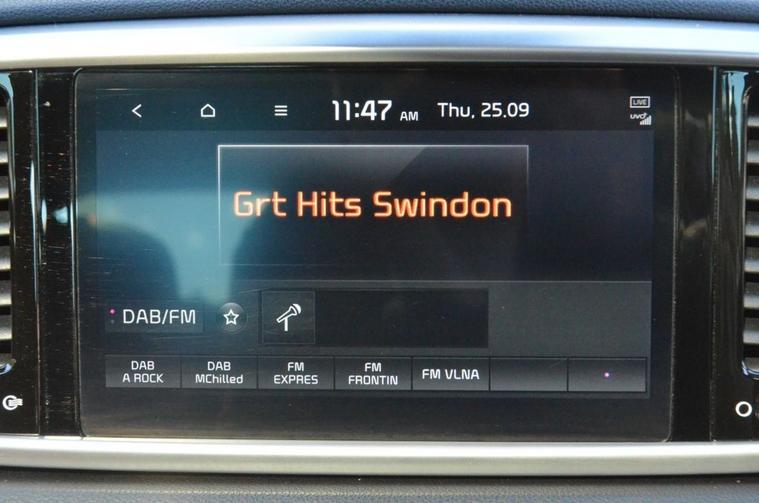 11:47 AM Thu, 25.09
LIVE
UVO
Grt Hits Swindon
DAB/FM
DAB A ROCK
DAB MChilled
FM EXPRES
FM FRONTIN
FM VLNA